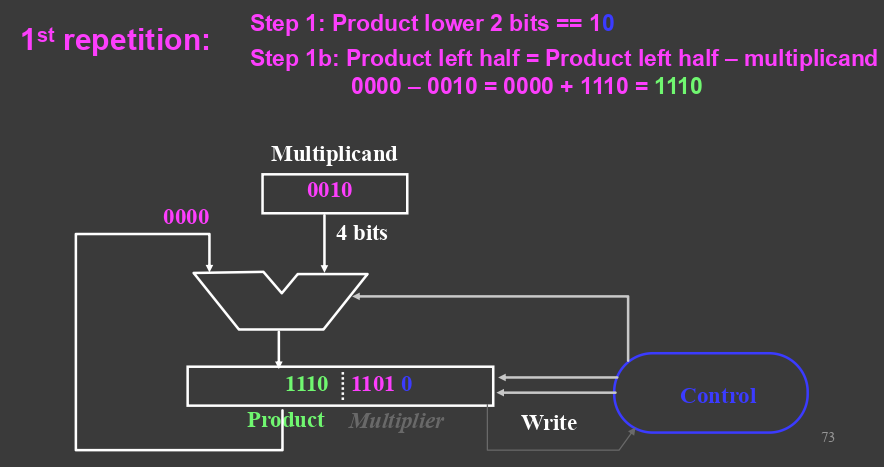 1st repetition:
Step 1: Product lower 2 bits == 10
Step 1b: Product left half = Product left half – multiplicand
0000 – 0010 = 0000 + 1110 = 1110
Multiplicand
0010
0000
4 bits
1110 1101 0
Product Multiplier
Write
Control
73